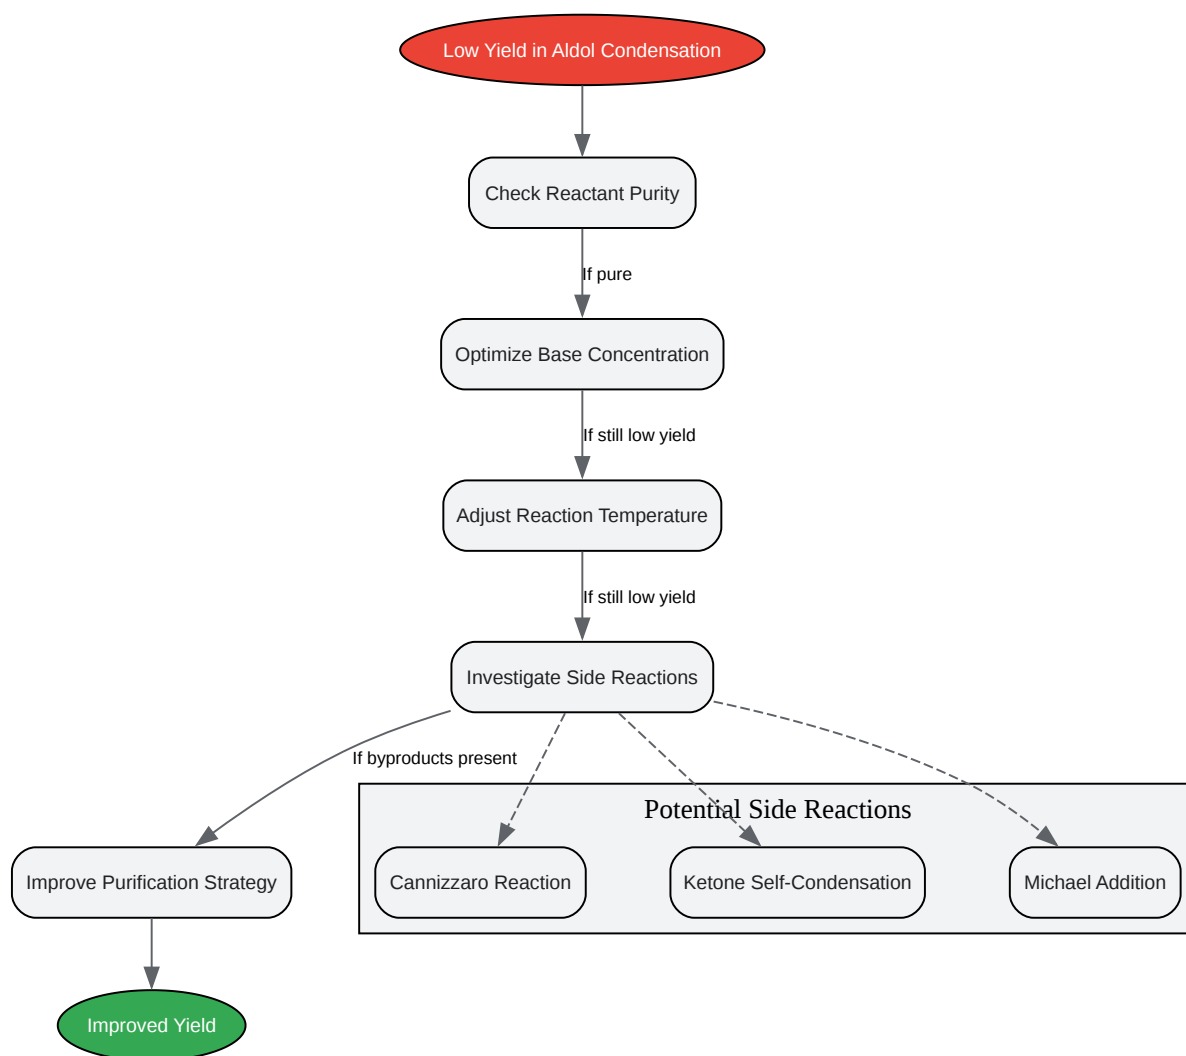 Low Yield in Aldol Condensation
Check Reactant Purity
If pure
Optimize Base Concentration
If still low yield
Adjust Reaction Temperature
If still low yield
Investigate Side Reactions
If byproducts present
Potential Side Reactions
Improve Purification Strategy
Cannizzaro Reaction
Ketone Self-Condensation
Michael Addition
Improved Yield